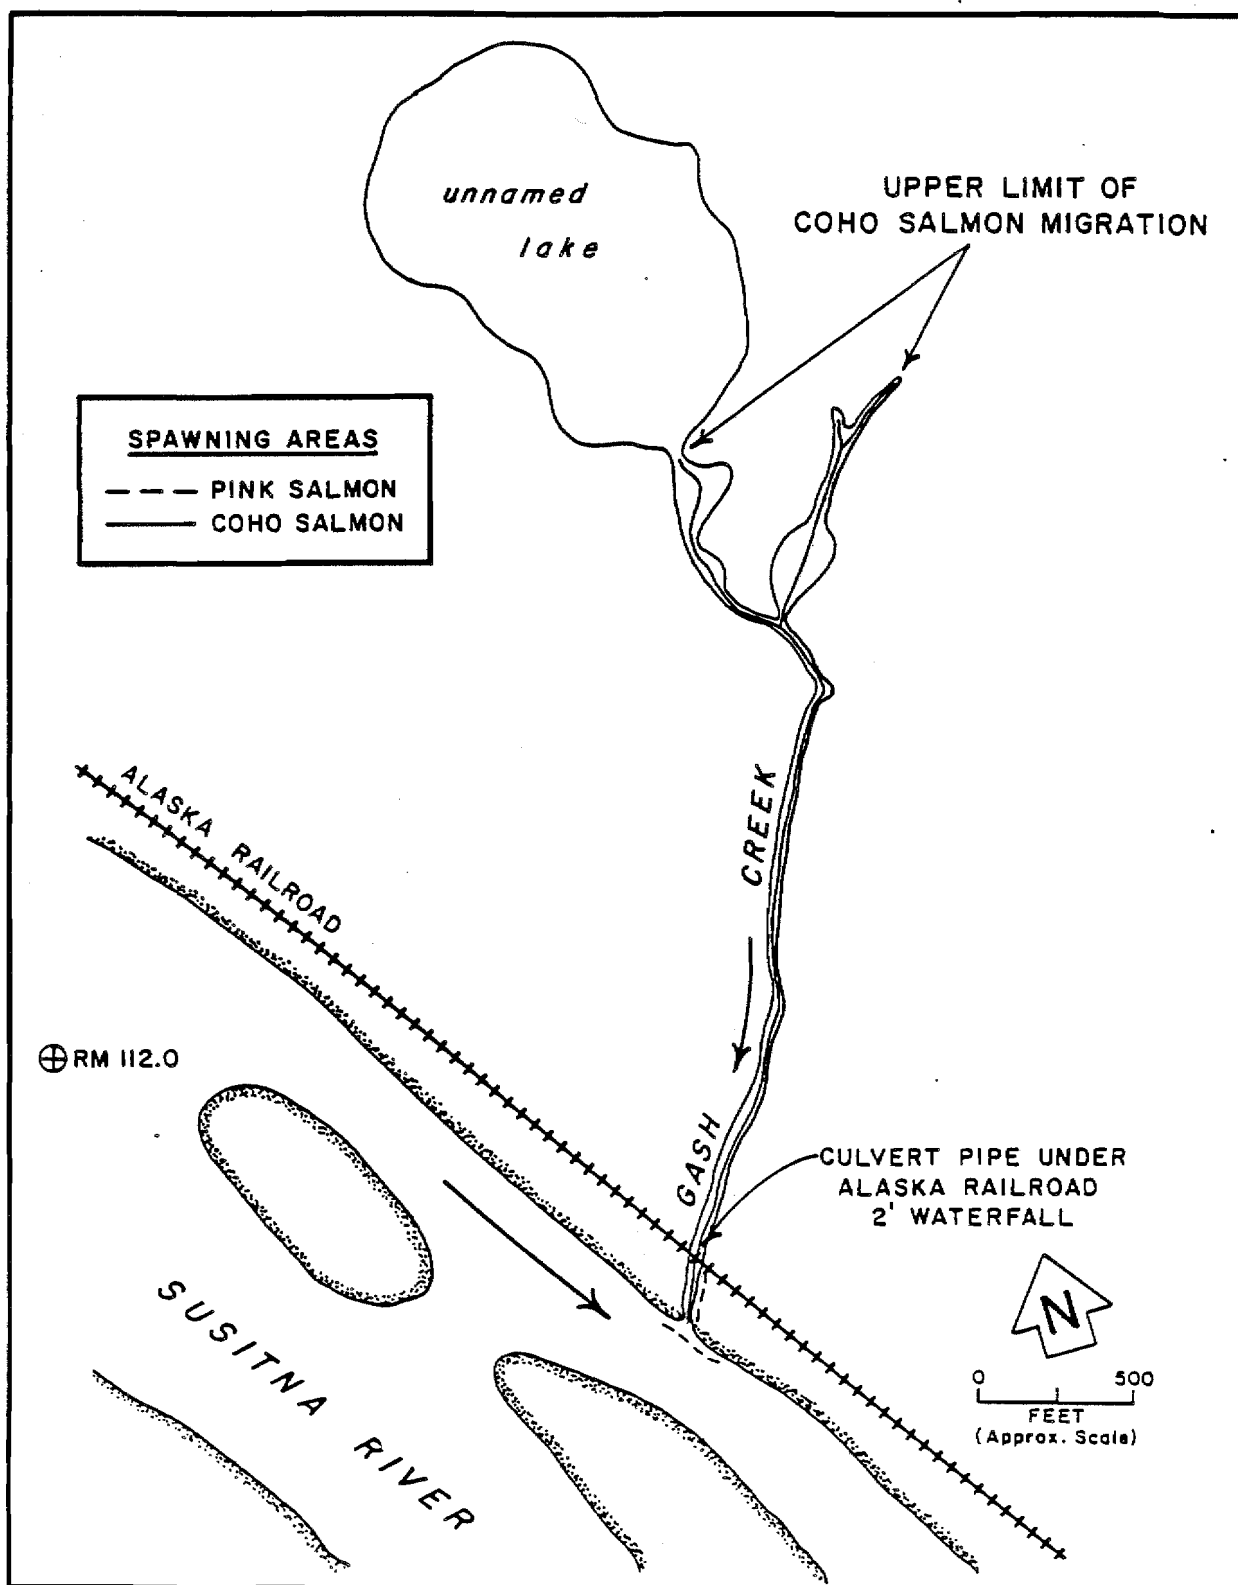 unnamed
lake
UPPER LIMIT OF
COHO SALMON MIGRATION
SPAWNING AREAS
PINK SALMON
COHO SALMON
ALASKA RAILROAD
GASH CREEK
RM 112.0
CULVERT PIPE UNDER
ALASKA RAILROAD
2' WATERFALL
SUSITNA RIVER
N
0 500
FEET
(Approx. Scale)